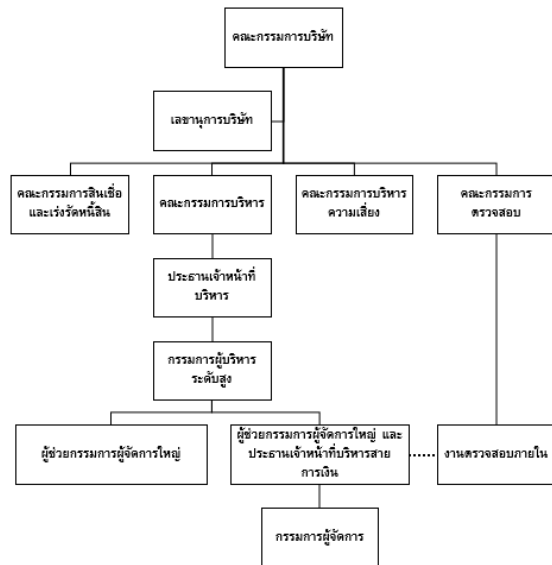 คณะกรรมการบริษัท
เลขานุการบริษัท
คณะกรรมการสินเชื่อ
และเร่งรัดหนี้สิน
คณะกรรมการบริหาร
คณะกรรมการบริหาร
ความเสี่ยง
คณะกรรมการ
ตรวจสอบ
ประธานเจ้าหน้าที่
บริหาร
กรรมการผู้บริหาร
ระดับสูง
ผู้ช่วยกรรมการผู้จัดการใหญ่
ผู้ช่วยกรรมการผู้จัดการใหญ่ และ
ประธานเจ้าหน้าที่บริหารสาย
การเงิน
งานตรวจสอบภายใน
กรรมการผู้จัดการ